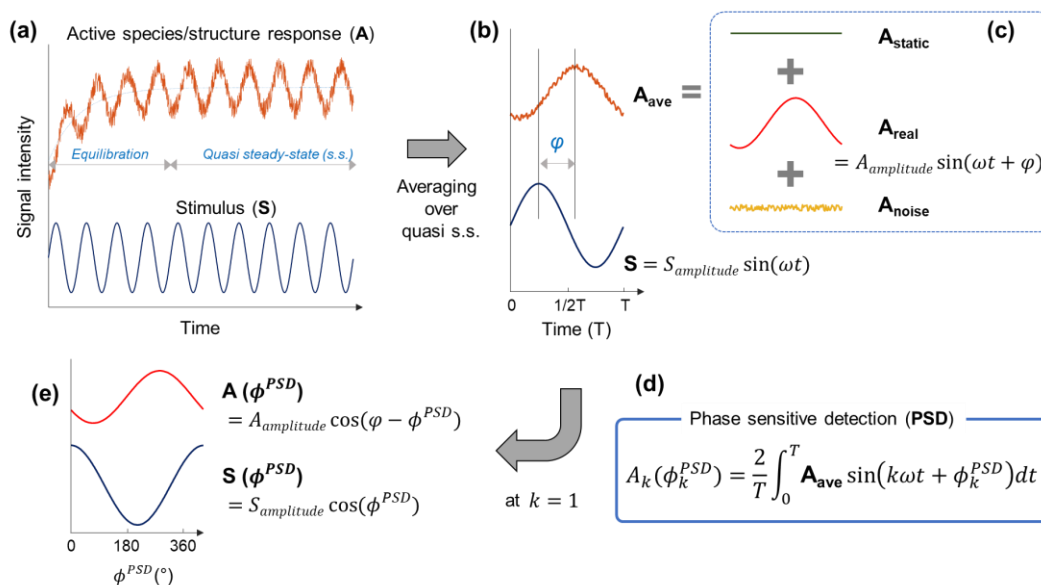 (a)
Active species/structure response (A)
Signal intensity
Equilibration
Quasi steady-state (s.s.)
Stimulus (S)
Time
Averaging
over
quasi s.s.
(b)
φ
A_ave =
S = S_amplitude sin(ωt)
0 1/2T T
Time (T)
(c)
A_static
+
A_real
= A_amplitude sin(ωt + φ)
+
A_noise
(d)
Phase sensitive detection (PSD)
A_k(ϕ_k^PSD) = 2/T ∫_0^T A_ave sin(kωt + ϕ_k^PSD)dt
at k = 1
(e)
A (ϕ^PSD)
= A_amplitude cos(φ − ϕ^PSD)
S (ϕ^PSD)
= S_amplitude cos(ϕ^PSD)
0 180 360
ϕ^PSD(°)